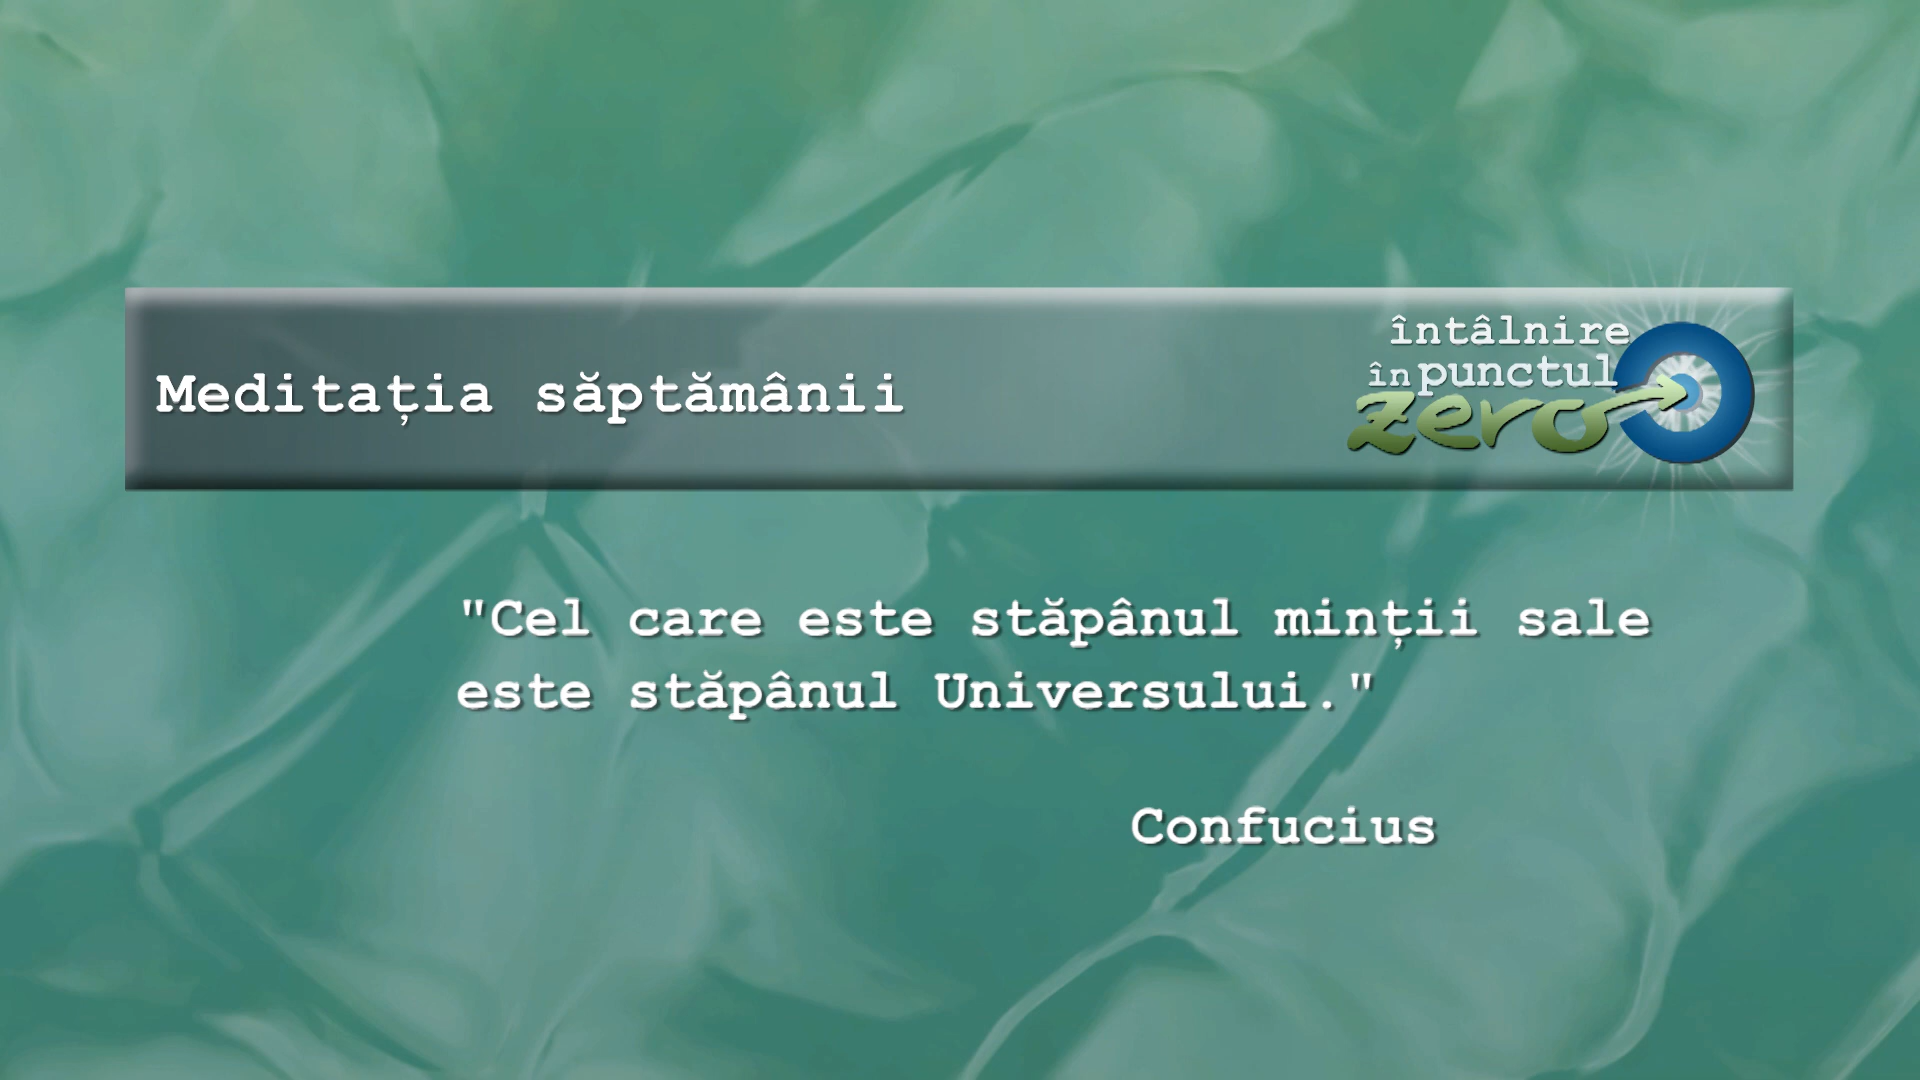 Meditația săptămânii
întâlnire
în punctul
zero
"Cel care este stăpânul minții sale
este stăpânul Universului."
Confucius